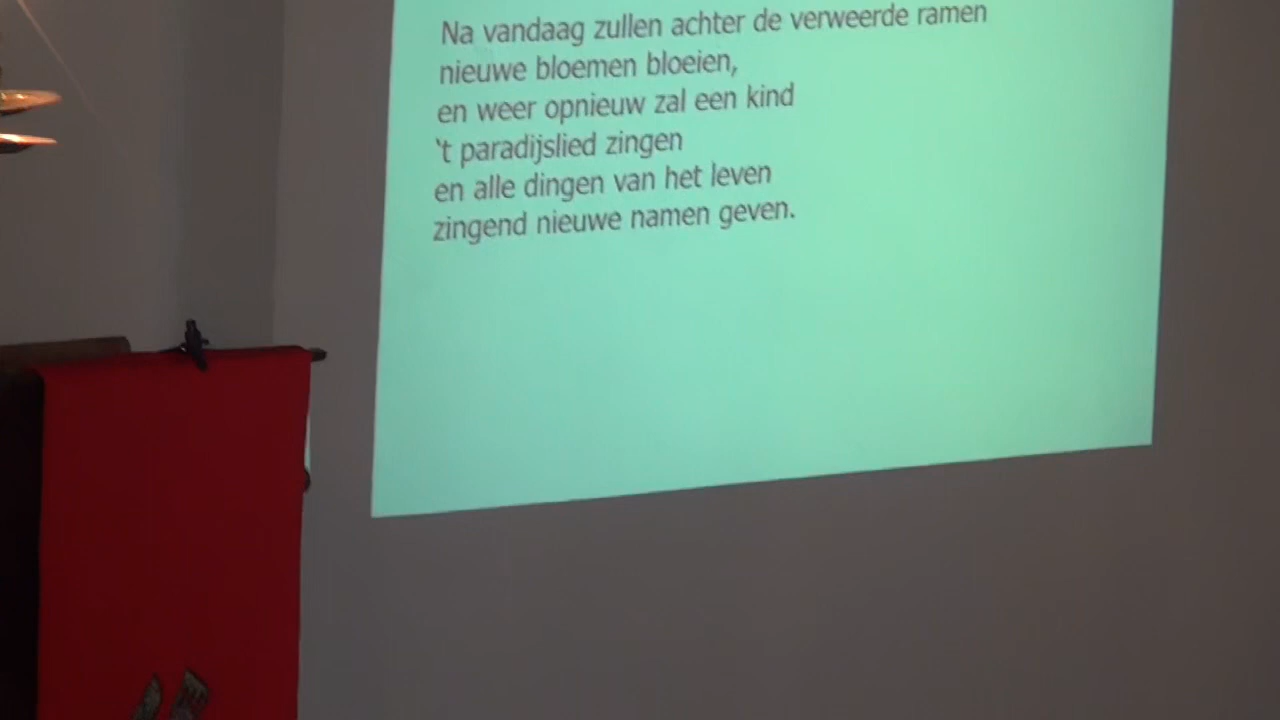 Na vandaag zullen achter de verweerde ramen
nieuwe bloemen bloeien,
en weer opnieuw zal een kind
‘t paradijslied zingen
en alle dingen van het leven
zingend nieuwe namen geven.